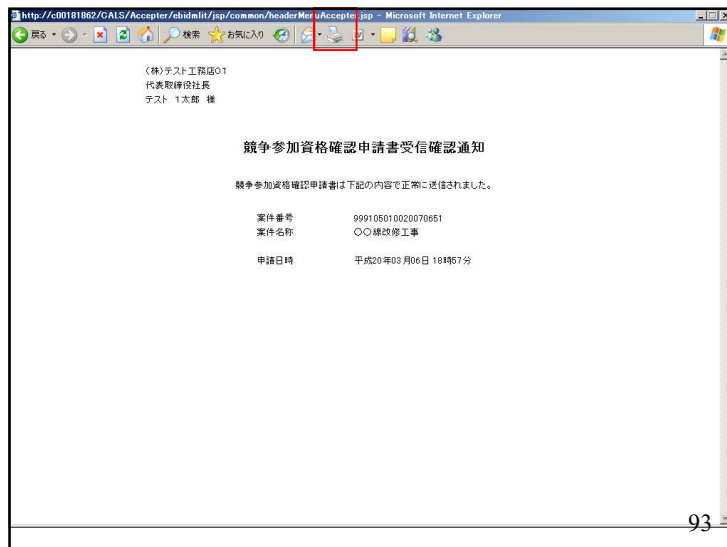 http://c00181862/CALS/Accepter/ebidmlit/jsp/common/headerMenuAccepter.jsp - Microsoft Internet Explorer
戻る 検索 お気に入り
(株)テスト工務店01
代表取締役社長
テスト 1太郎 様
競争参加資格確認申請書受信確認通知
競争参加資格確認申請書は下記の内容で正常に送信されました。
案件番号 999105010020070651
案件名称 ○○線改修工事
申請日時 平成20年03月06日 18時57分
93